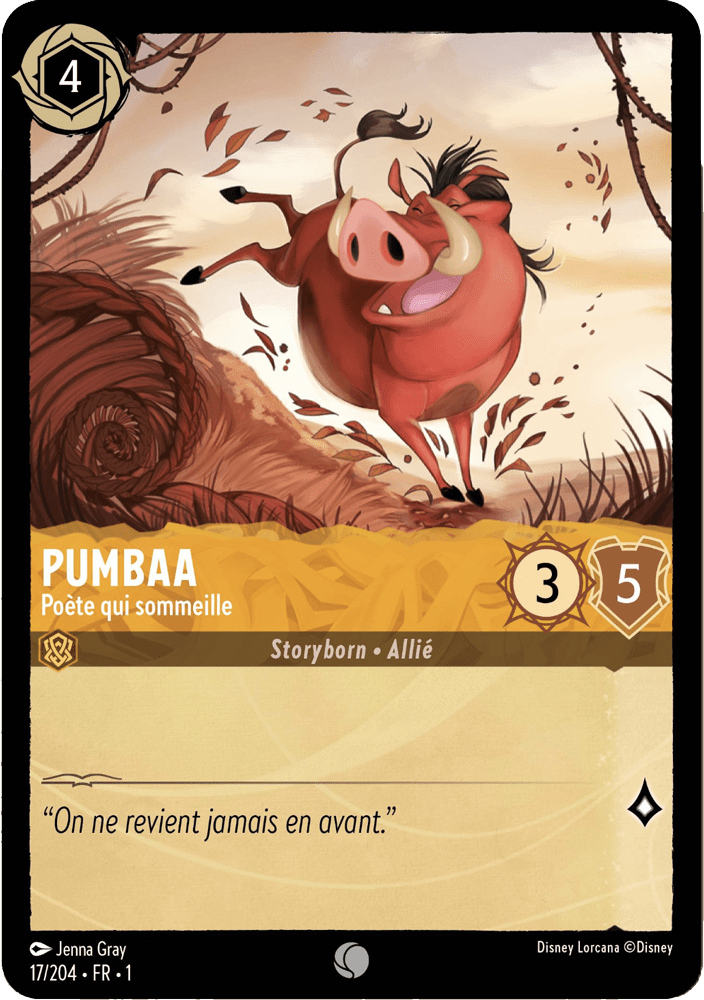 4
PUMBAA
Poète qui sommeille
3
5
Storyborn • Allié
“On ne revient jamais en avant.”
Jenna Gray
Disney Lorcana ©Disney
17/204 • FR • 1